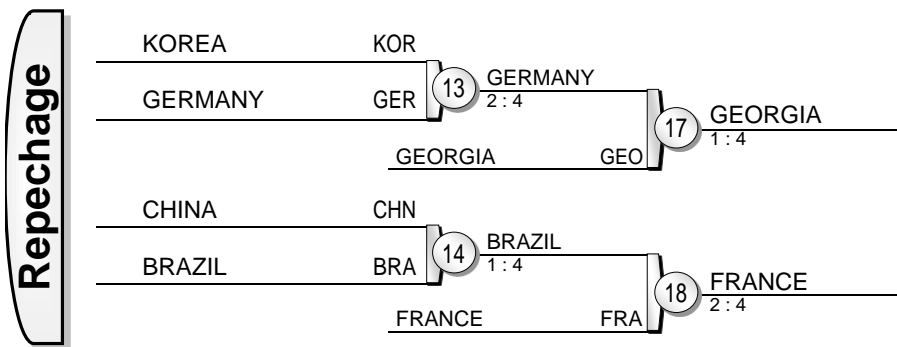 Repechage
KOREA KOR
GERMANY GER
13
GERMANY
2 : 4
GEORGIA GEO
17
GEORGIA
1 : 4
CHINA CHN
BRAZIL BRA
14
BRAZIL
1 : 4
FRANCE FRA
18
FRANCE
2 : 4